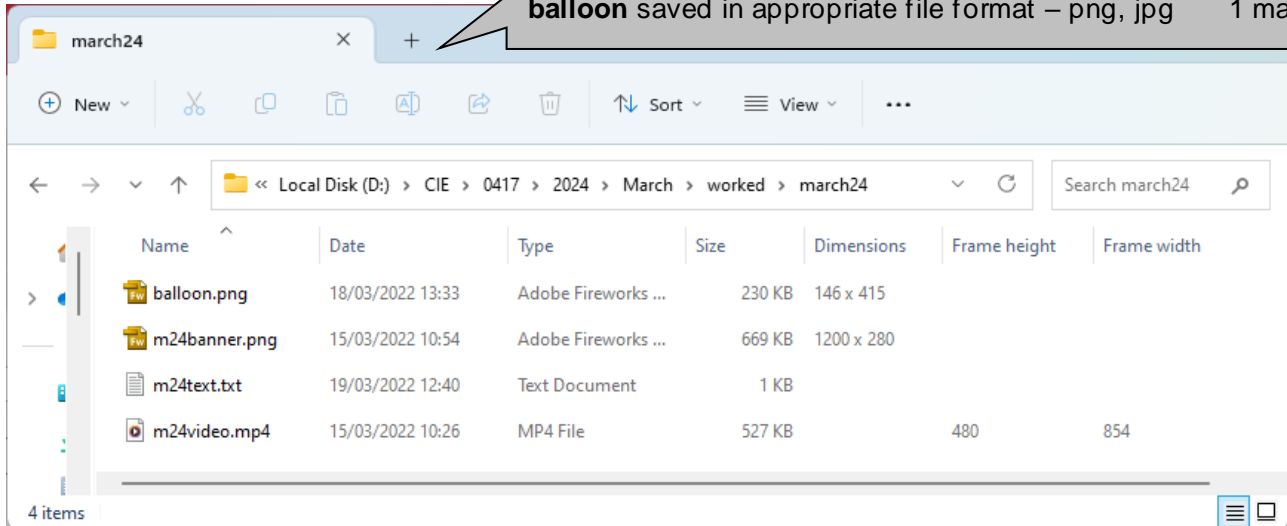 balloon saved in appropriate file format – png, jpg 1
march24
New
Sort
View
« Local Disk (D:) > CIE > 0417 > 2024 > March > worked > march24
Search march24
Name Date Type Size Dimensions Frame height Frame width
balloon.png 18/03/2022 13:33 Adobe Fireworks ... 230 KB 146 x 415
m24banner.png 15/03/2022 10:54 Adobe Fireworks ... 669 KB 1200 x 280
m24text.txt 19/03/2022 12:40 Text Document 1 KB
m24video.mp4 15/03/2022 10:26 MP4 File 527 KB 480 854
4 items